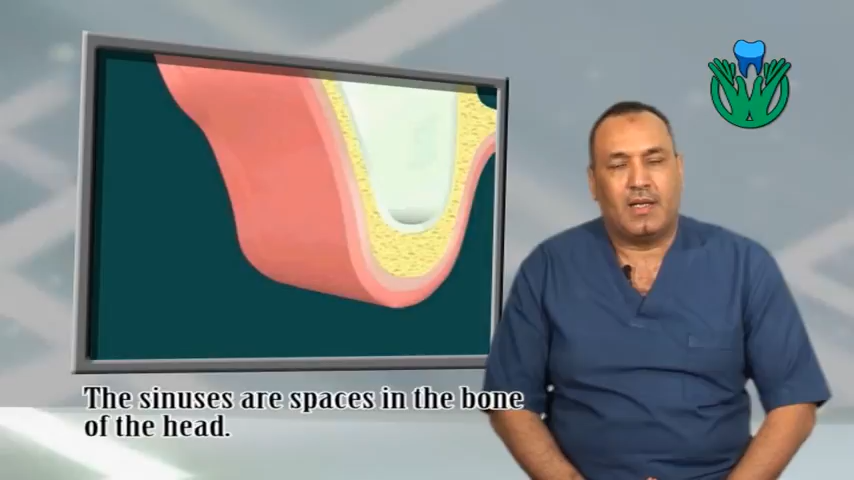 The sinuses are spaces in the bone
of the head.